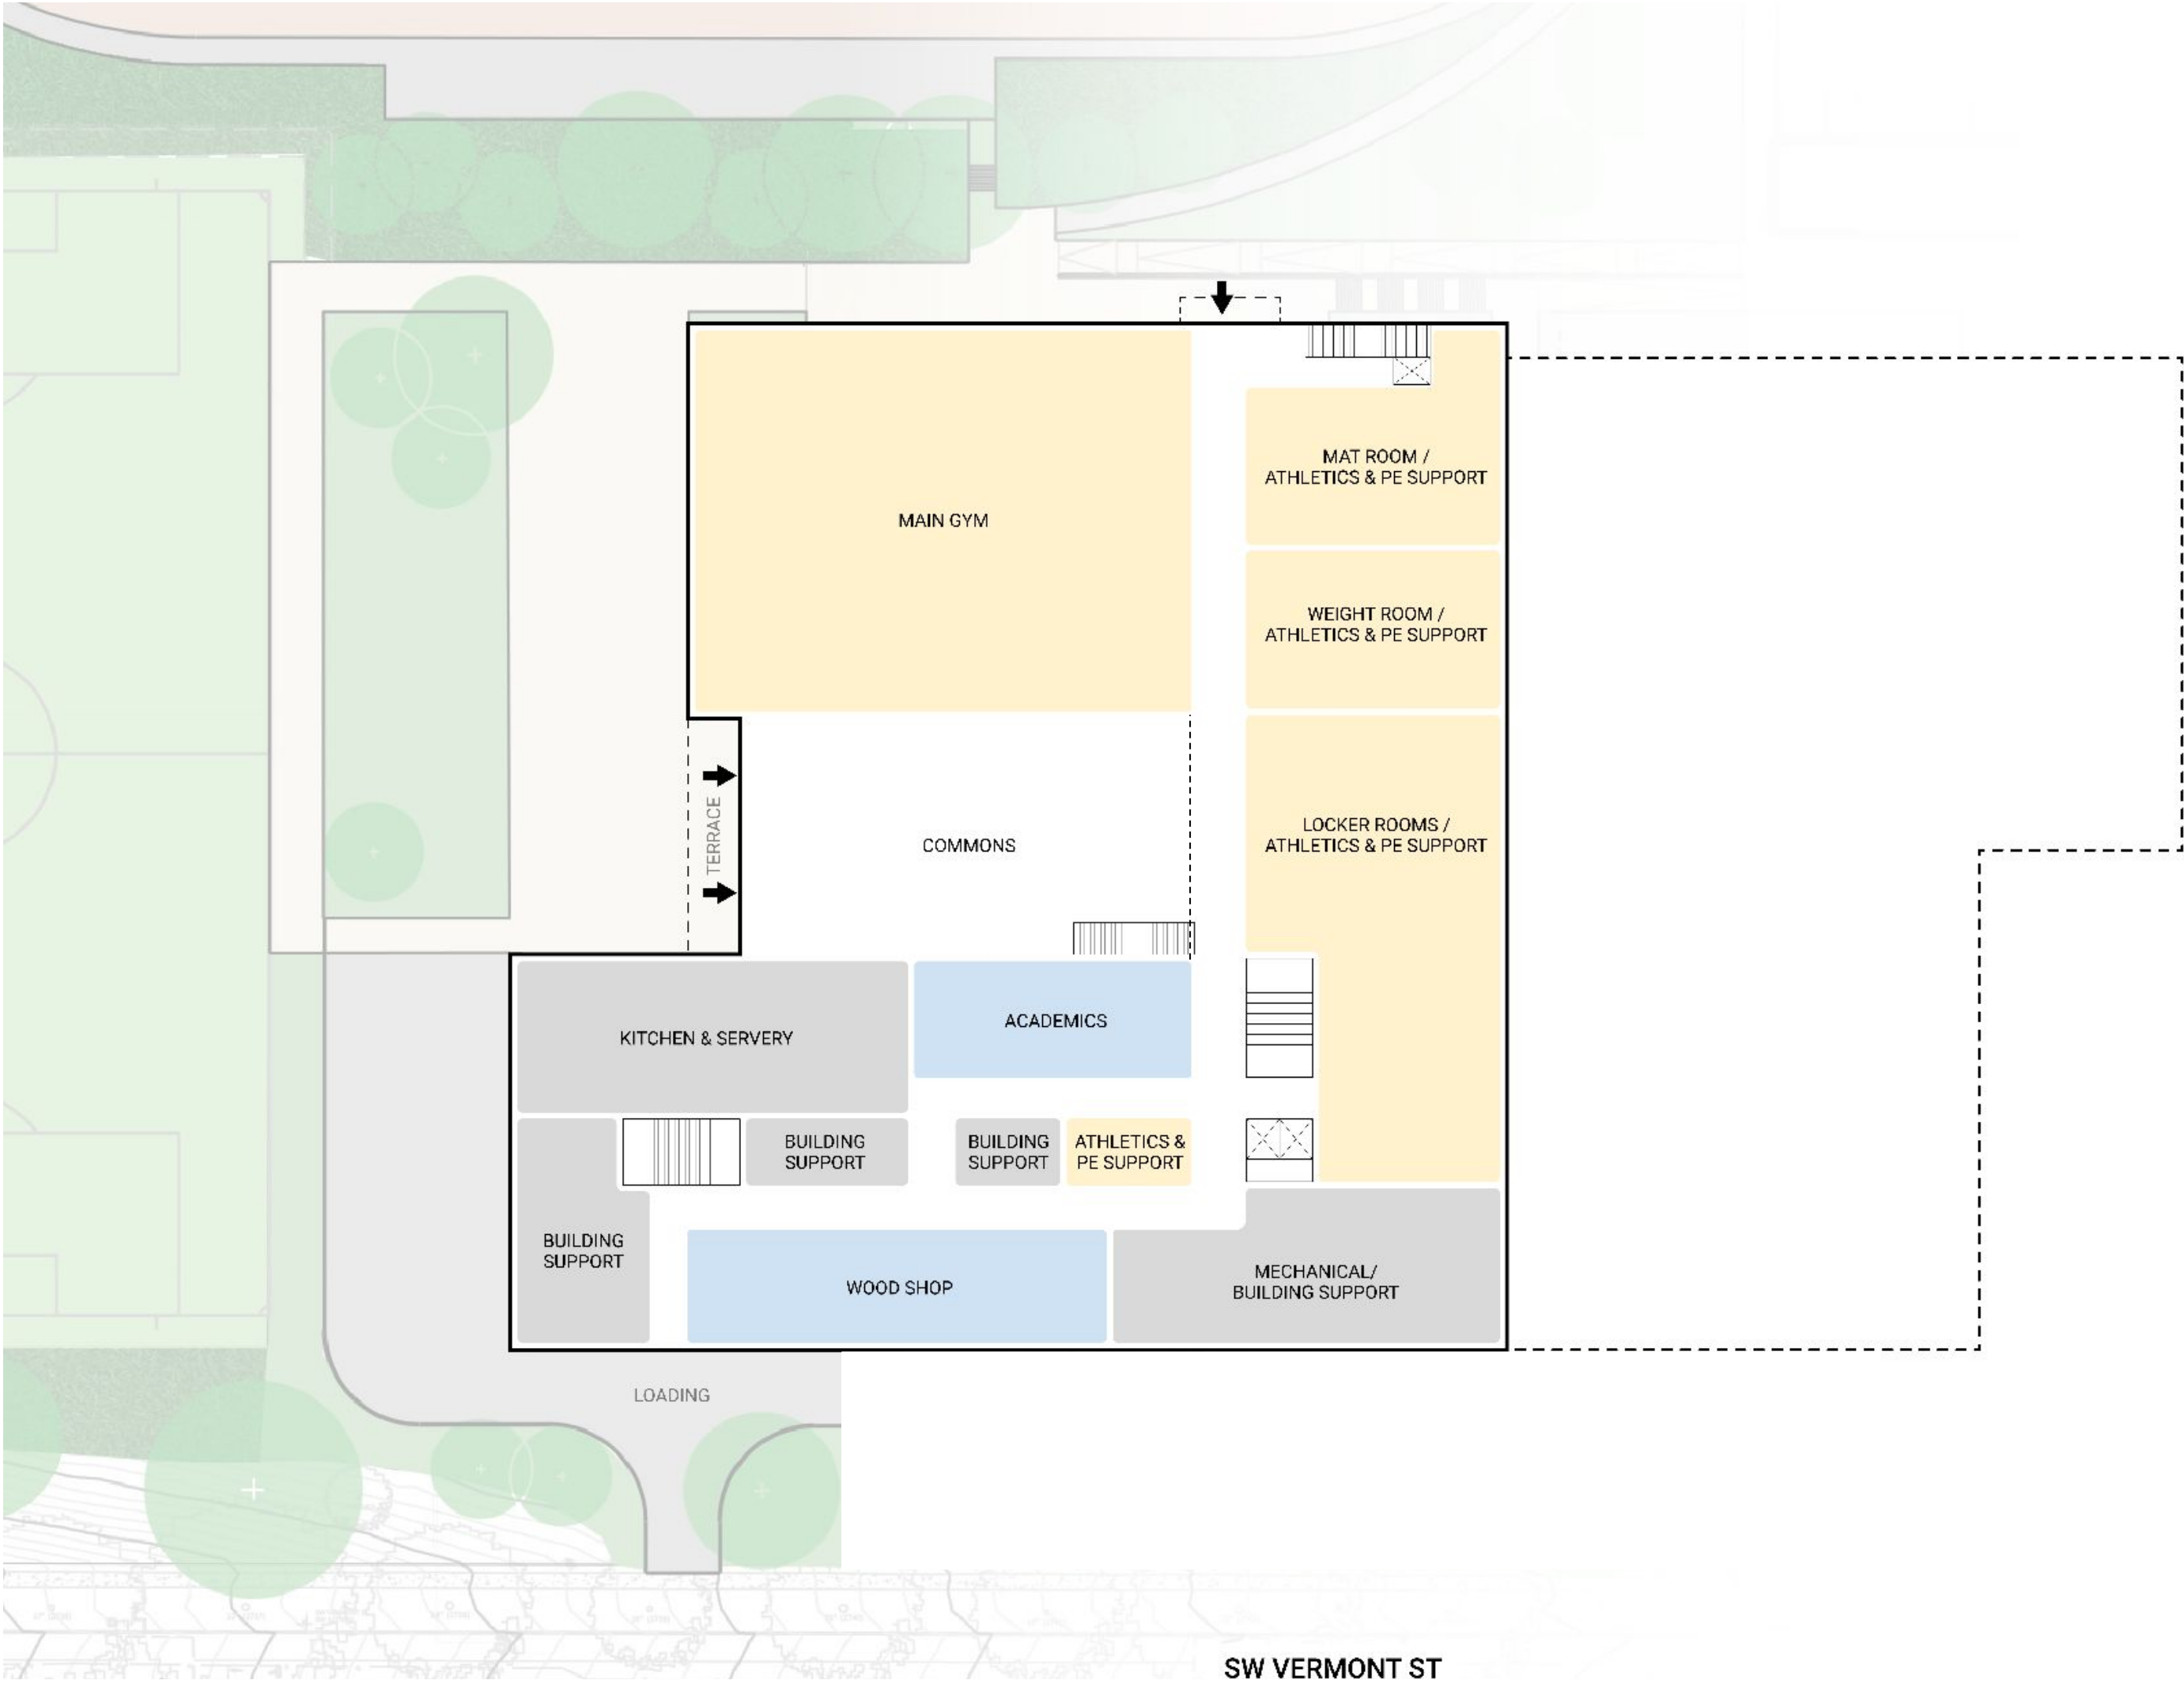 MAIN GYM
MAT ROOM /
ATHLETICS & PE SUPPORT
WEIGHT ROOM /
ATHLETICS & PE SUPPORT
TERRACE
COMMONS
LOCKER ROOMS /
ATHLETICS & PE SUPPORT
KITCHEN & SERVERY
ACADEMICS
BUILDING
SUPPORT
BUILDING
SUPPORT
ATHLETICS &
PE SUPPORT
BUILDING
SUPPORT
WOOD SHOP
MECHANICAL/
BUILDING SUPPORT
LOADING
SW VERMONT ST